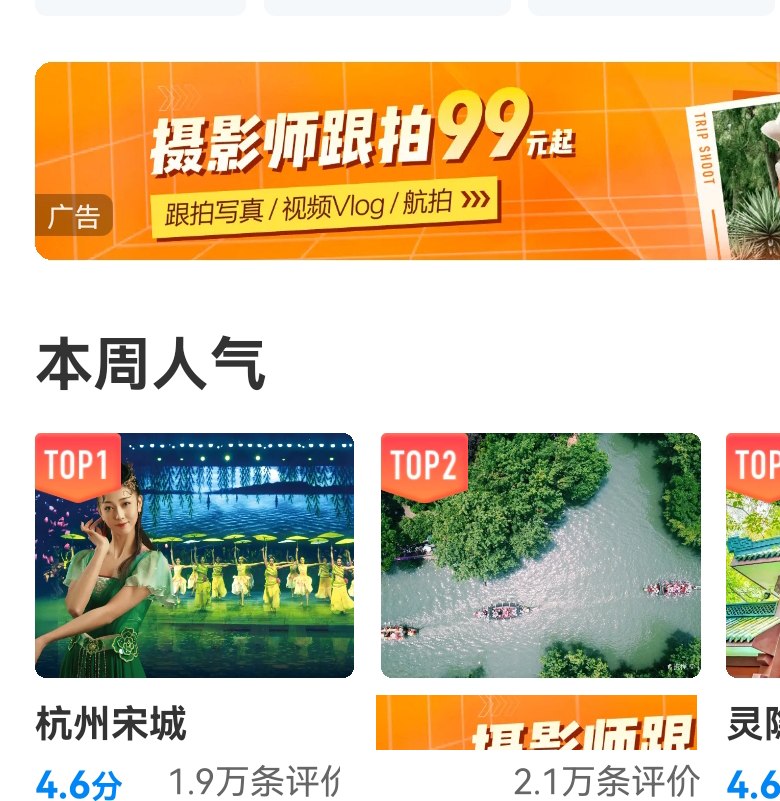 摄影师跟拍99元起
TRIP SHOOT
跟拍写真/视频Vlog/航拍
广告
本周人气
TOP1
TOP2
TOP
杭州宋城
摄影师跟
灵隐
4.6分
1.9万条评价
2.1万条评价
4.6